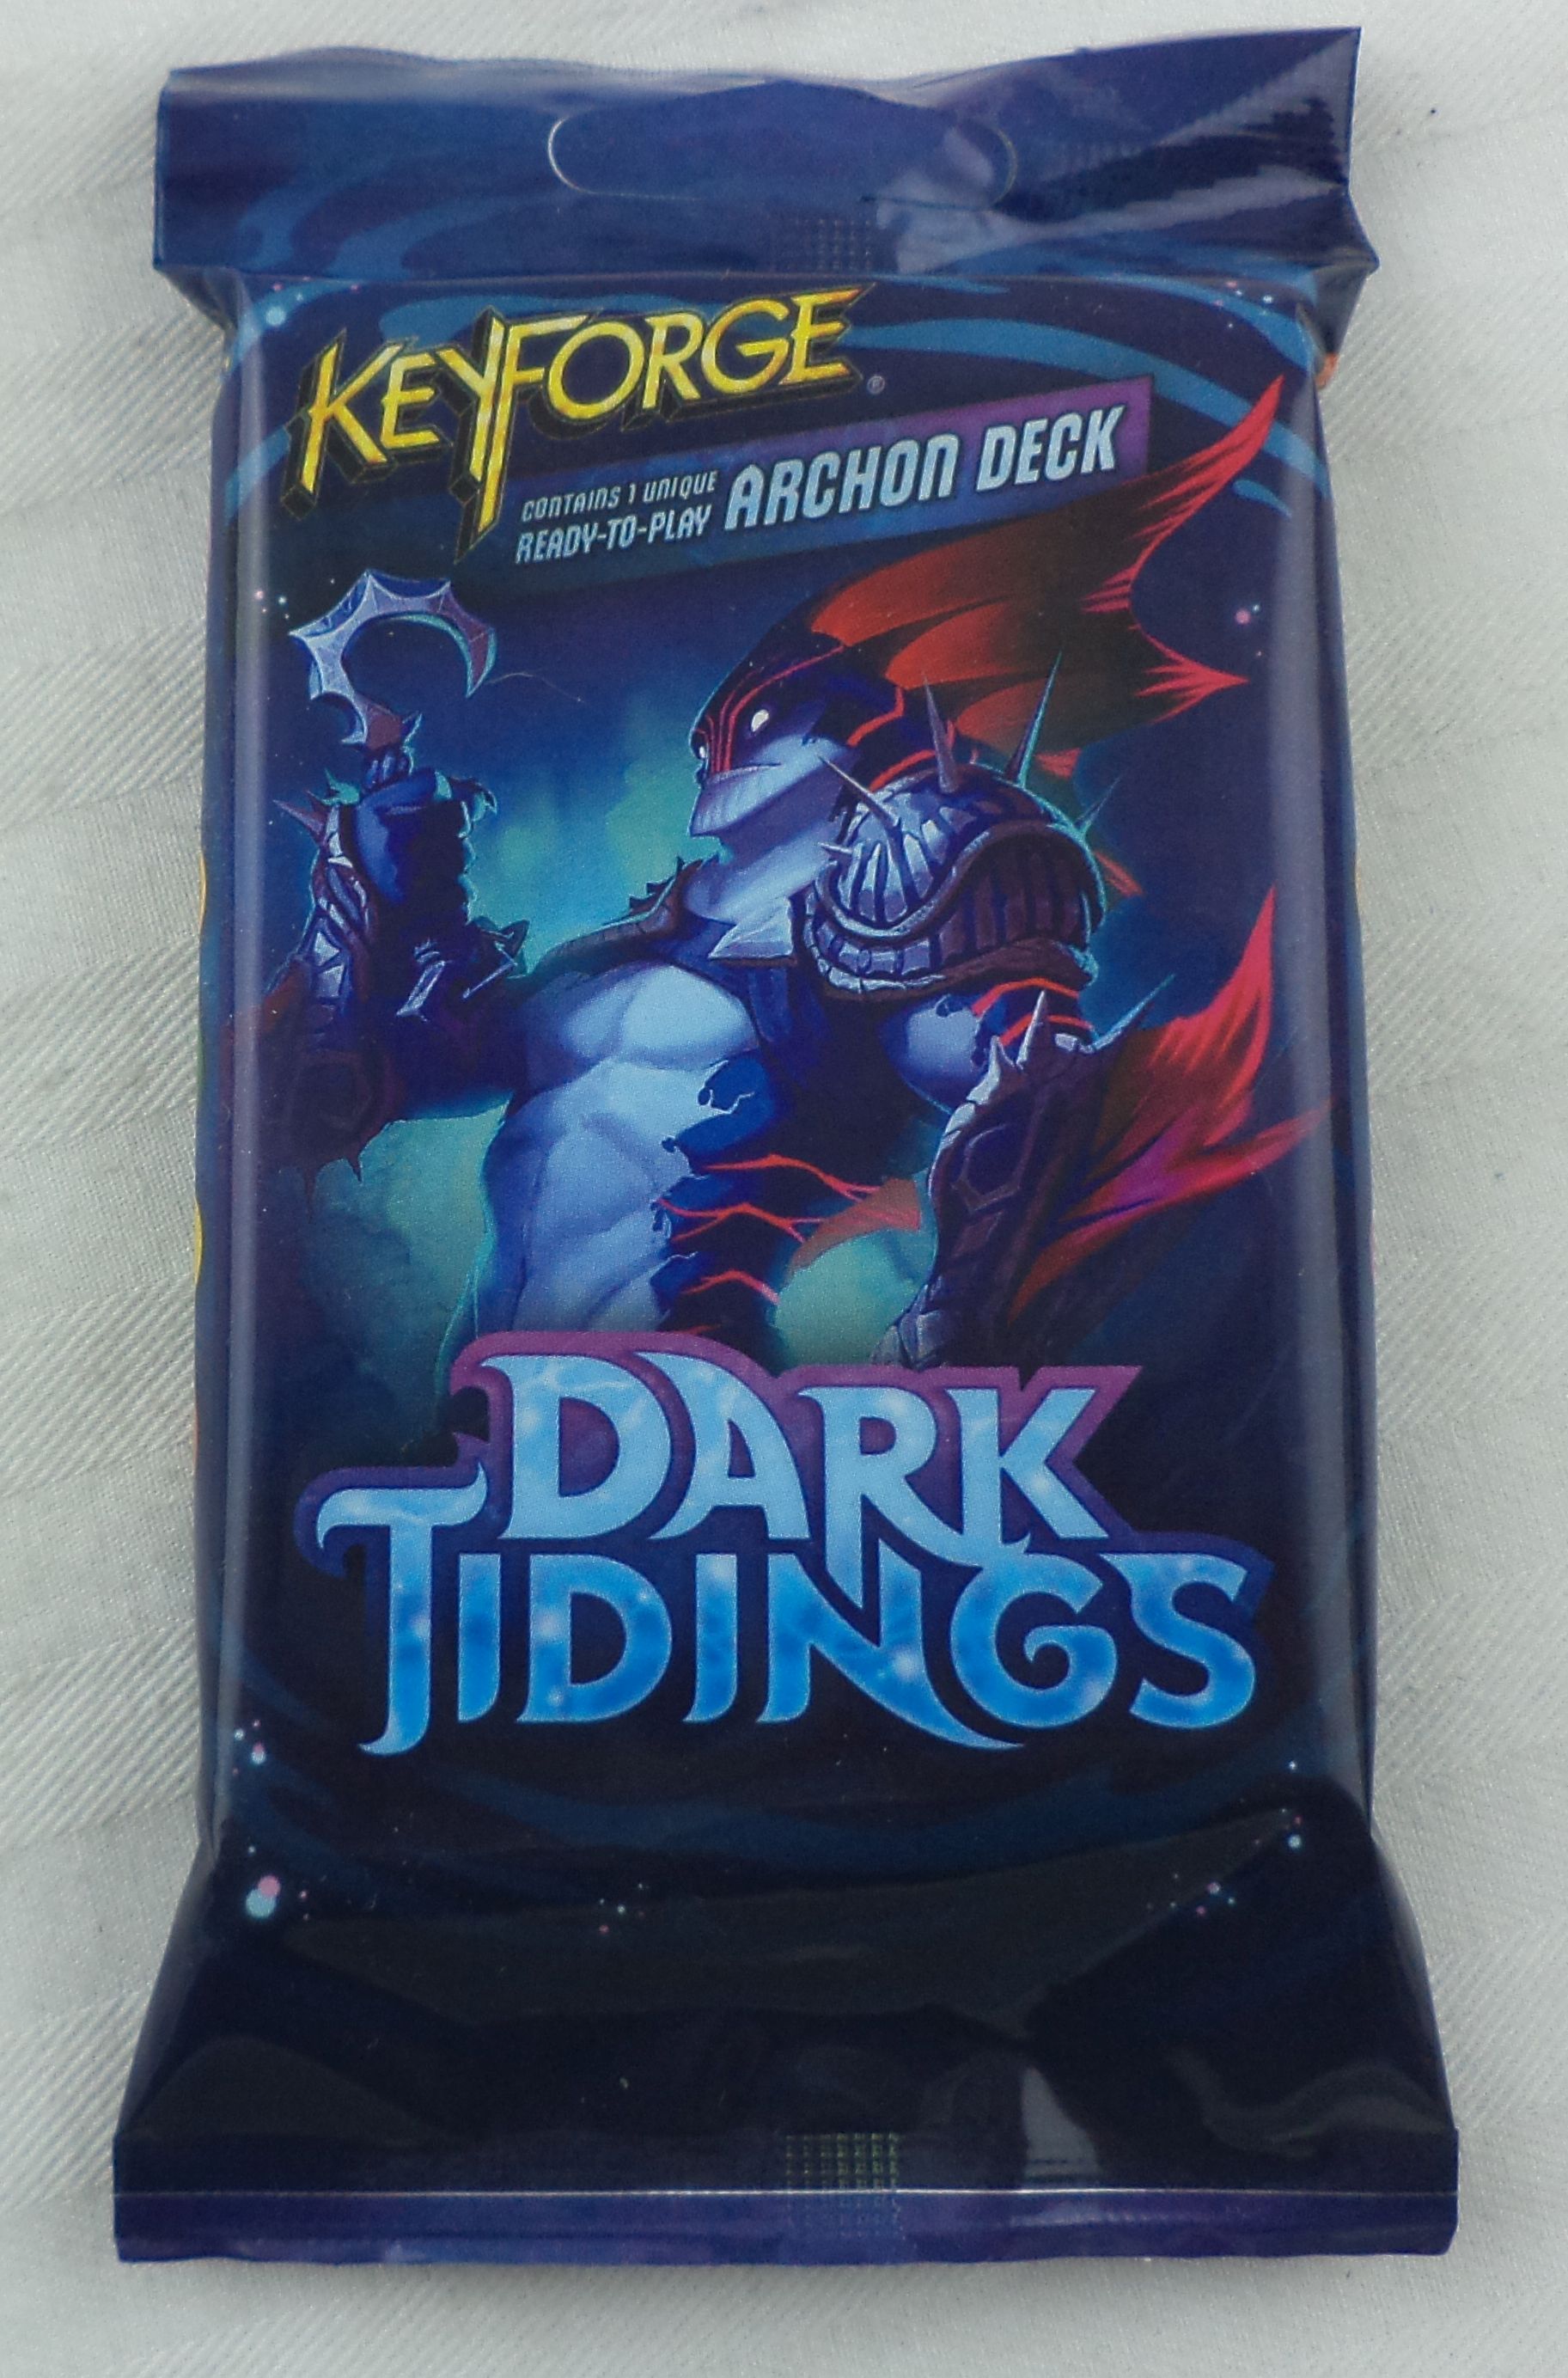 KEYFORGE®
CONTAINS 1 UNIQUE
READY-TO-PLAY
ARCHON DECK
DARK
TIDINGS